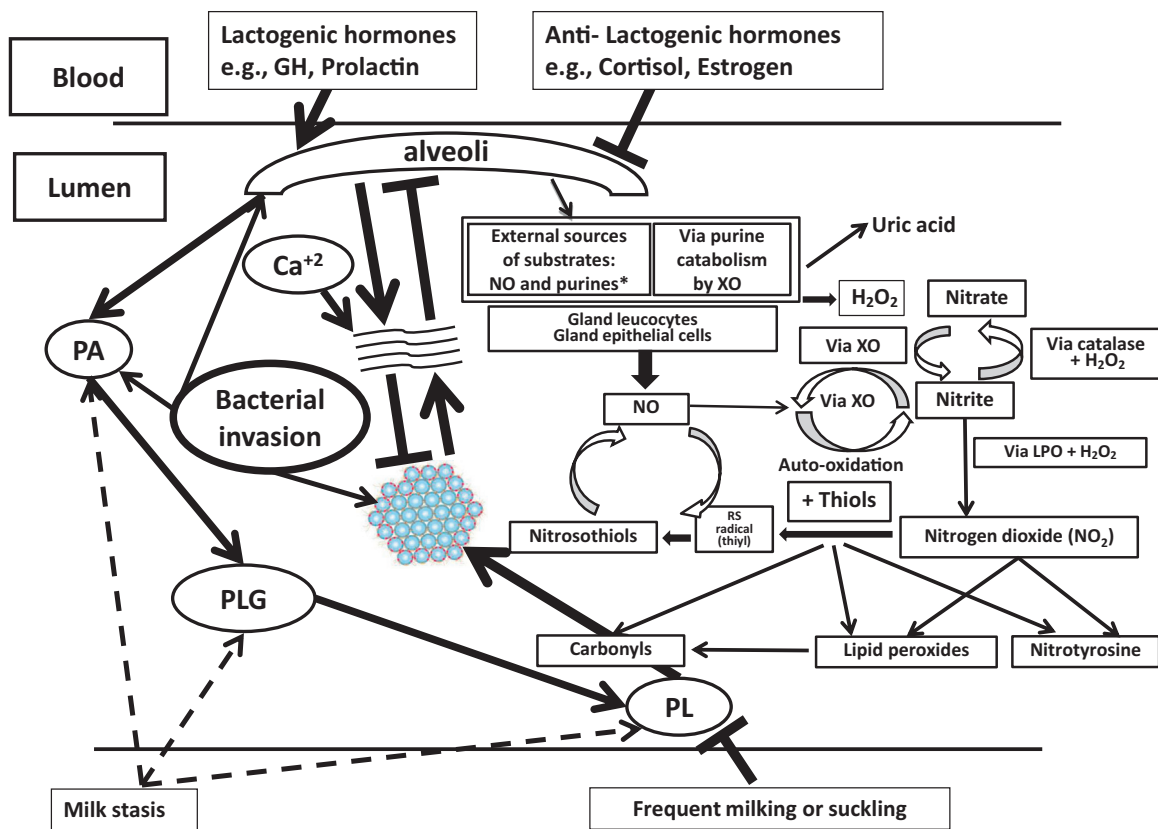 Blood
Lactogenic hormones
e.g., GH, Prolactin
Anti- Lactogenic hormones
e.g., Cortisol, Estrogen
Lumen
alveoli
Ca+2
External sources
of substrates:
NO and purines*
Via purine
catabolism
by XO
Uric acid
H₂O₂
Nitrate
Gland leucocytes
Gland epithelial cells
PA
Via XO
Via catalase
+ H₂O₂
Bacterial
invasion
NO
Via XO
Nitrite
Auto-oxidation
Via LPO + H₂O₂
+ Thiols
Nitrosothiols
RS
radical
(thiyl)
Nitrogen dioxide (NO₂)
PLG
Carbonyls
Lipid peroxides
Nitrotyrosine
PL
Milk stasis
Frequent milking or suckling